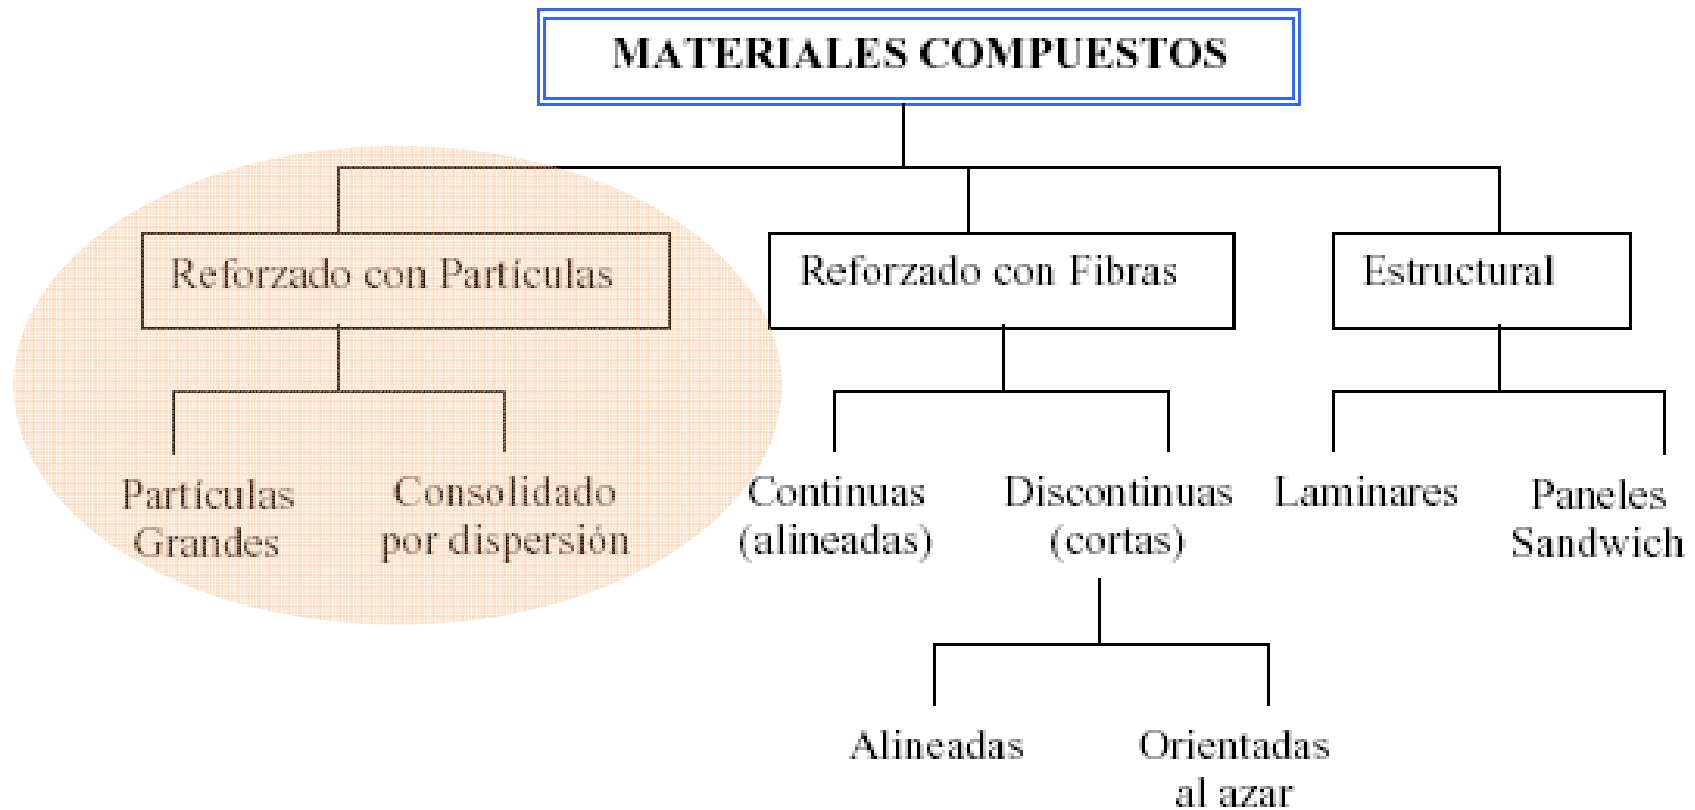 MATERIALES COMPUESTOS
Reforzado con Partículas
Reforzado con Fibras
Estructural
Partículas
Grandes
Consolidado
por dispersión
Continuas
(alineadas)
Discontinuas
(cortas)
Laminares
Paneles
Sandwich
Alineadas
Orientadas
al azar